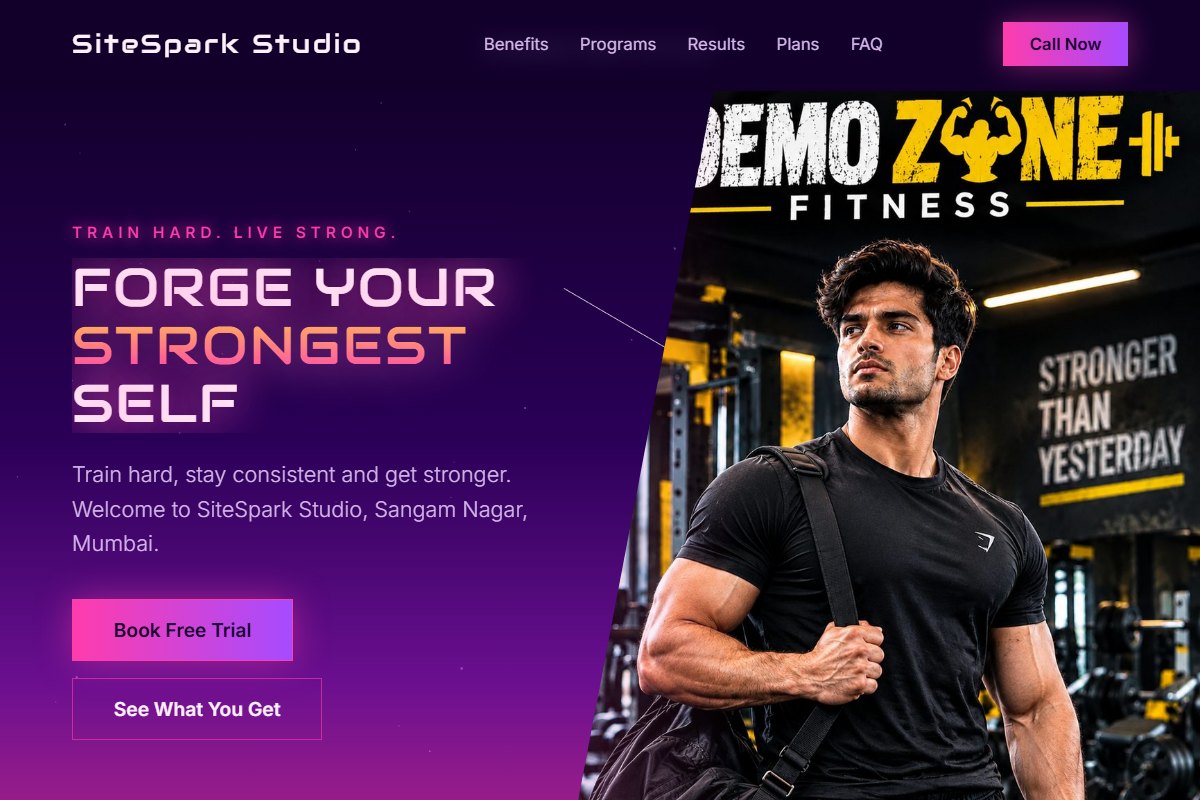 SiteSpark Studio
Benefits
Programs
Results
Plans
FAQ
Call Now
DEMO ZONE
FITNESS
TRAIN HARD. LIVE STRONG.
FORGE YOUR
STRONGEST
SELF
STRONGER
THAN
YESTERDAY
Train hard, stay consistent and get stronger.
Welcome to SiteSpark Studio, Sangam Nagar,
Mumbai.
Book Free Trial
See What You Get